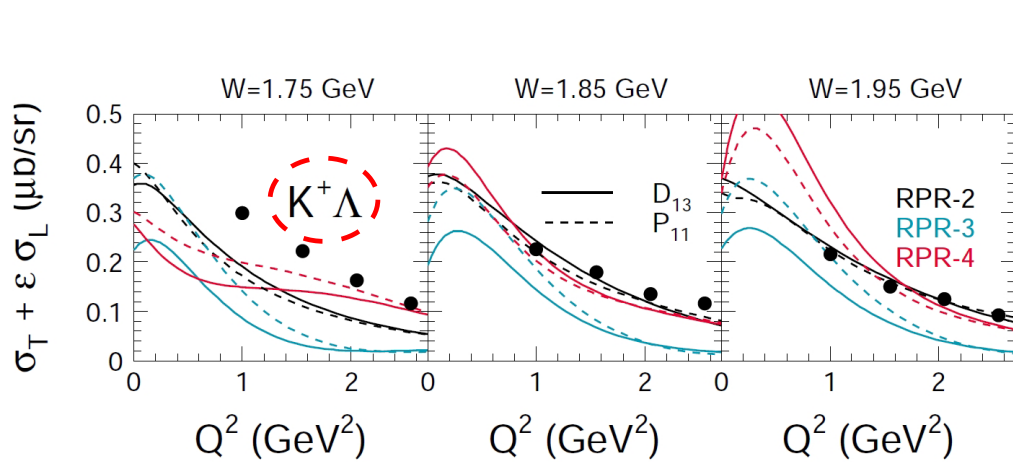 W=1.75 GeV
W=1.85 GeV
W=1.95 GeV
σ_T + ε σ_L (μb/sr)
0.5
0.4
0.3
0.2
0.1
0
K⁺Λ
D₁₃
P₁₁
RPR-2
RPR-3
RPR-4
0 1 2 0 1 2 0 1 2
Q² (GeV²) Q² (GeV²) Q² (GeV²)